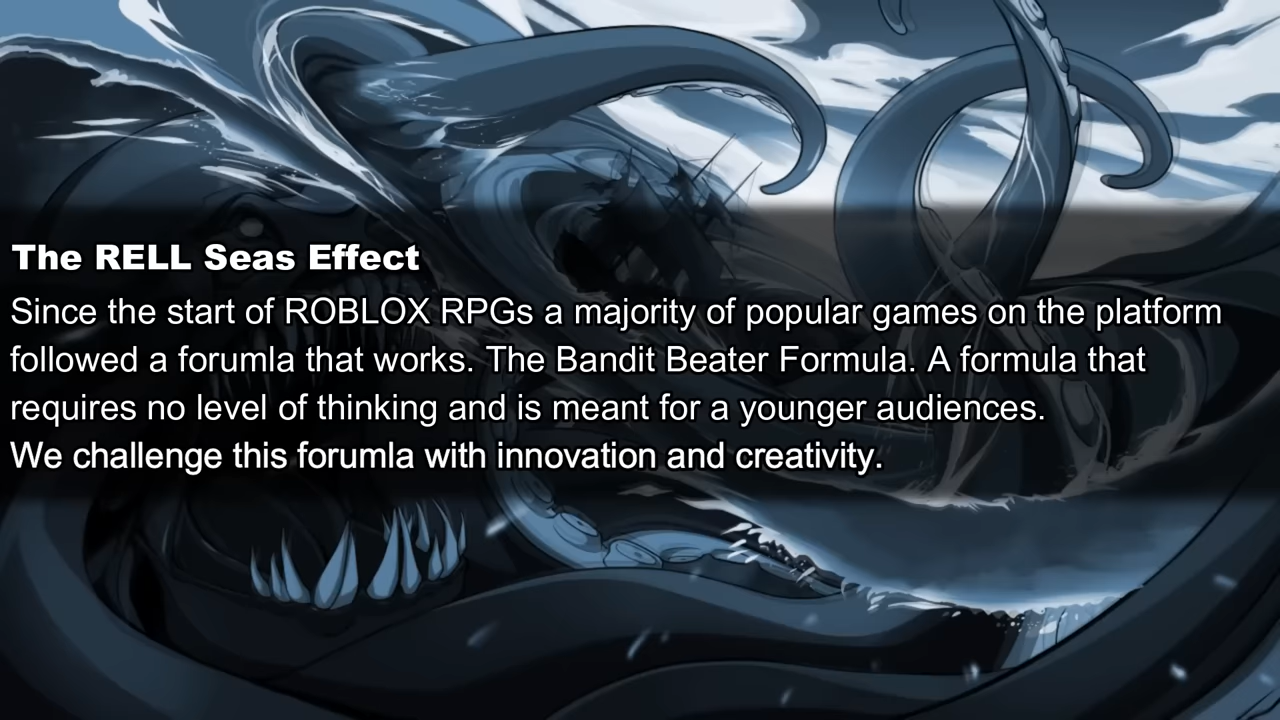 The RELL Seas Effect
Since the start of ROBLOX RPGs a majority of popular games on the platform
followed a forumla that works. The Bandit Beater Formula. A formula that
requires no level of thinking and is meant for a younger audiences.
We challenge this forumla with innovation and creativity.